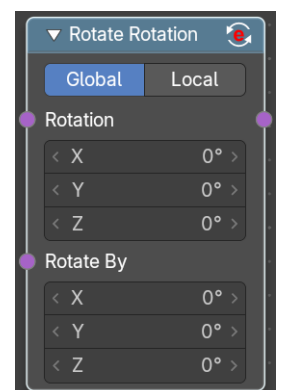 Rotate Rotation e
Global Local
Rotation
X 0°
Y 0°
Z 0°
Rotate By
X 0°
Y 0°
Z 0°